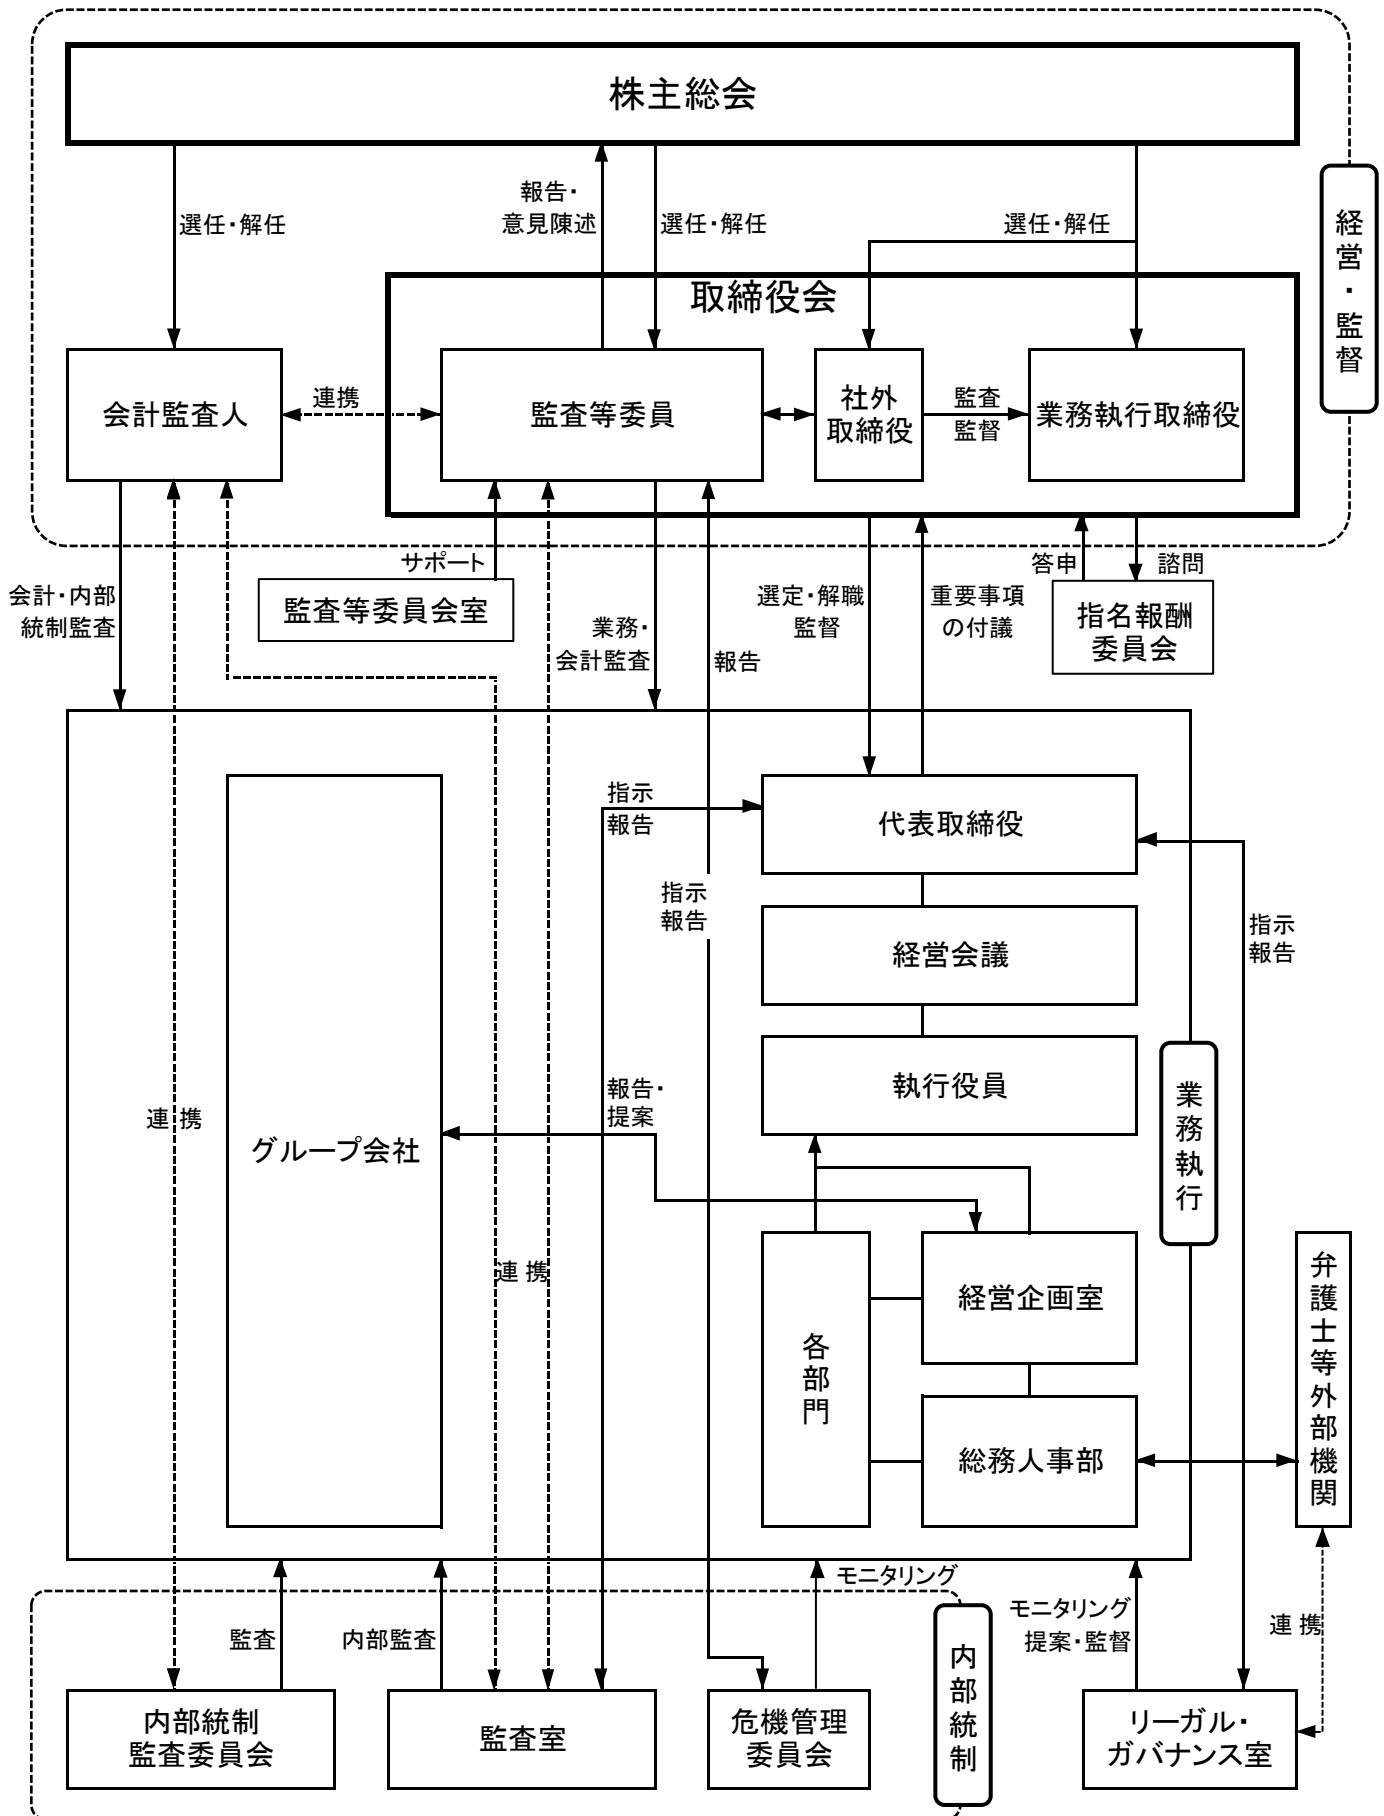 株主総会
選任・解任
報告・
意見陳述
選任・解任
選任・解任
経営・監督
取締役会
会計監査人
連携
監査等委員
社外
取締役
監査
監督
業務執行取締役
サポート
監査等委員会室
会計・内部
統制監査
業務・
会計監査
報告
選定・解職
監督
重要事項
の付議
答申
諮問
指名報酬
委員会
指示
報告
代表取締役
指示
報告
経営会議
指示
報告
執行役員
業務執行
連 携
グループ会社
報告・
提案
連 携
各部門
経営企画室
総務人事部
弁護士等外部機関
モニタリング
監査
内部監査
モニタリング
提案・監督
連 携
内部統制
内部統制
監査委員会
監査室
危機管理
委員会
リーガル・
ガバナンス室